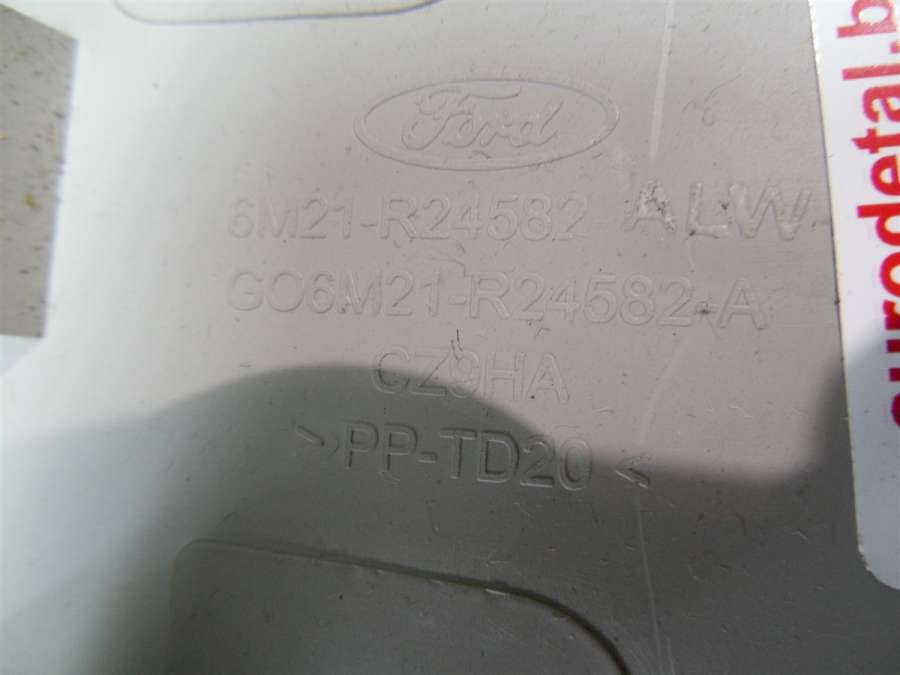 Ford
6M21-R24582-ALW-
GO6M21-R24582-A
CZ9HA
>PP-TD20<
eurodetal.b